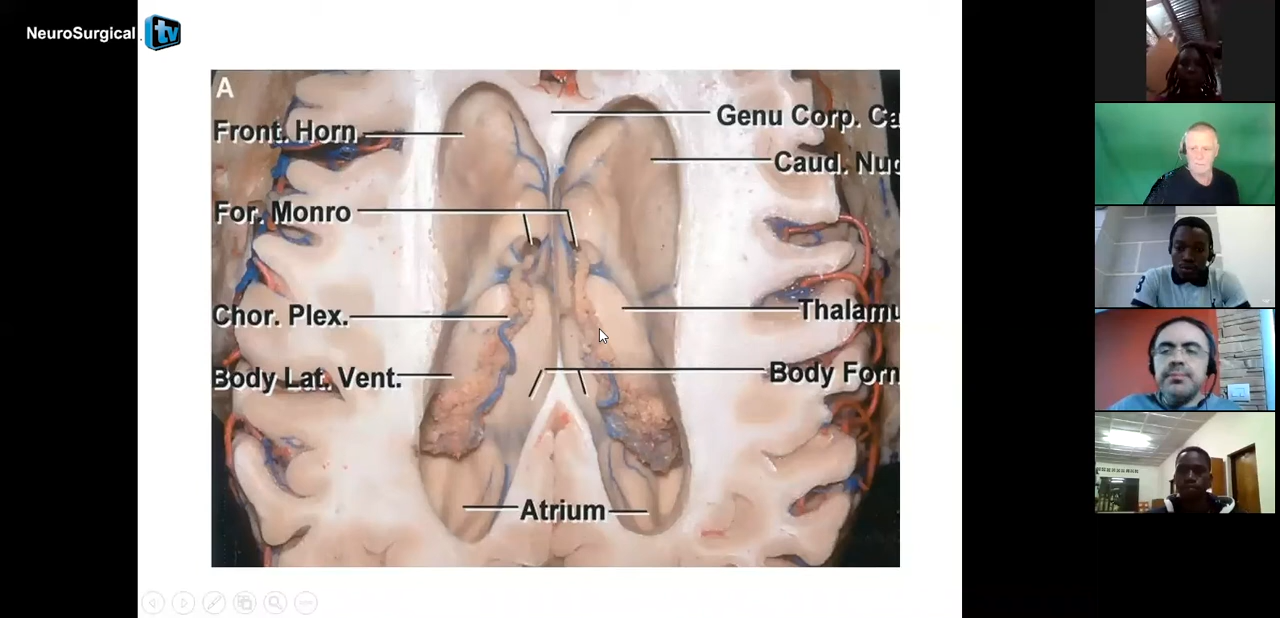 NeuroSurgical tv
A
Front. Horn
Genu Corp. Ca
Caud. Nuc
For. Monro
Chor. Plex.
Thalamu
Body Lat. Vent.
Body Forn
Atrium
3